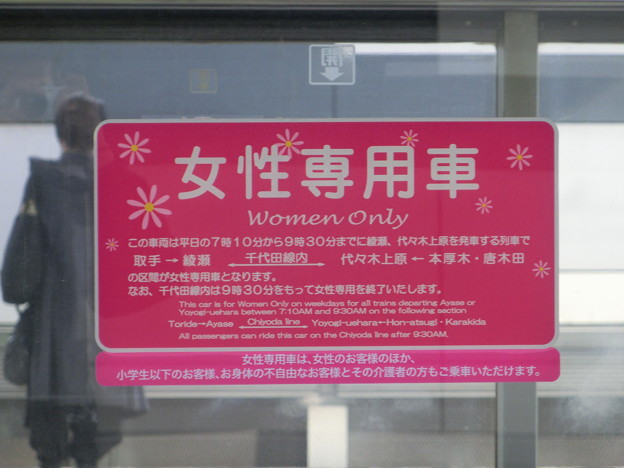 開
女性専用車
Women Only
この車両は平日の7時10分から9時30分までに綾瀬、代々木上原を発車する列車で
取手→綾瀬 ←千代田線内→ 代々木上原←本厚木・唐木田
の区間が女性専用車となります。
なお、千代田線内は9時30分をもって女性専用を終了いたします。
This car is for Women Only on weekdays for all trains departing Ayase or
Yoyogi-uehara between 7:10AM and 9:30AM on the following section
Toride→Ayase ←Chiyoda line→ Yoyogi-uehara←Hon-atsugi・Karakida
All passengers can ride this car on the Chiyoda line after 9:30AM.
女性専用車は、女性のお客様のほか、
小学生以下のお客様、お身体の不自由なお客様とその介護者の方もご乗車いただけます。